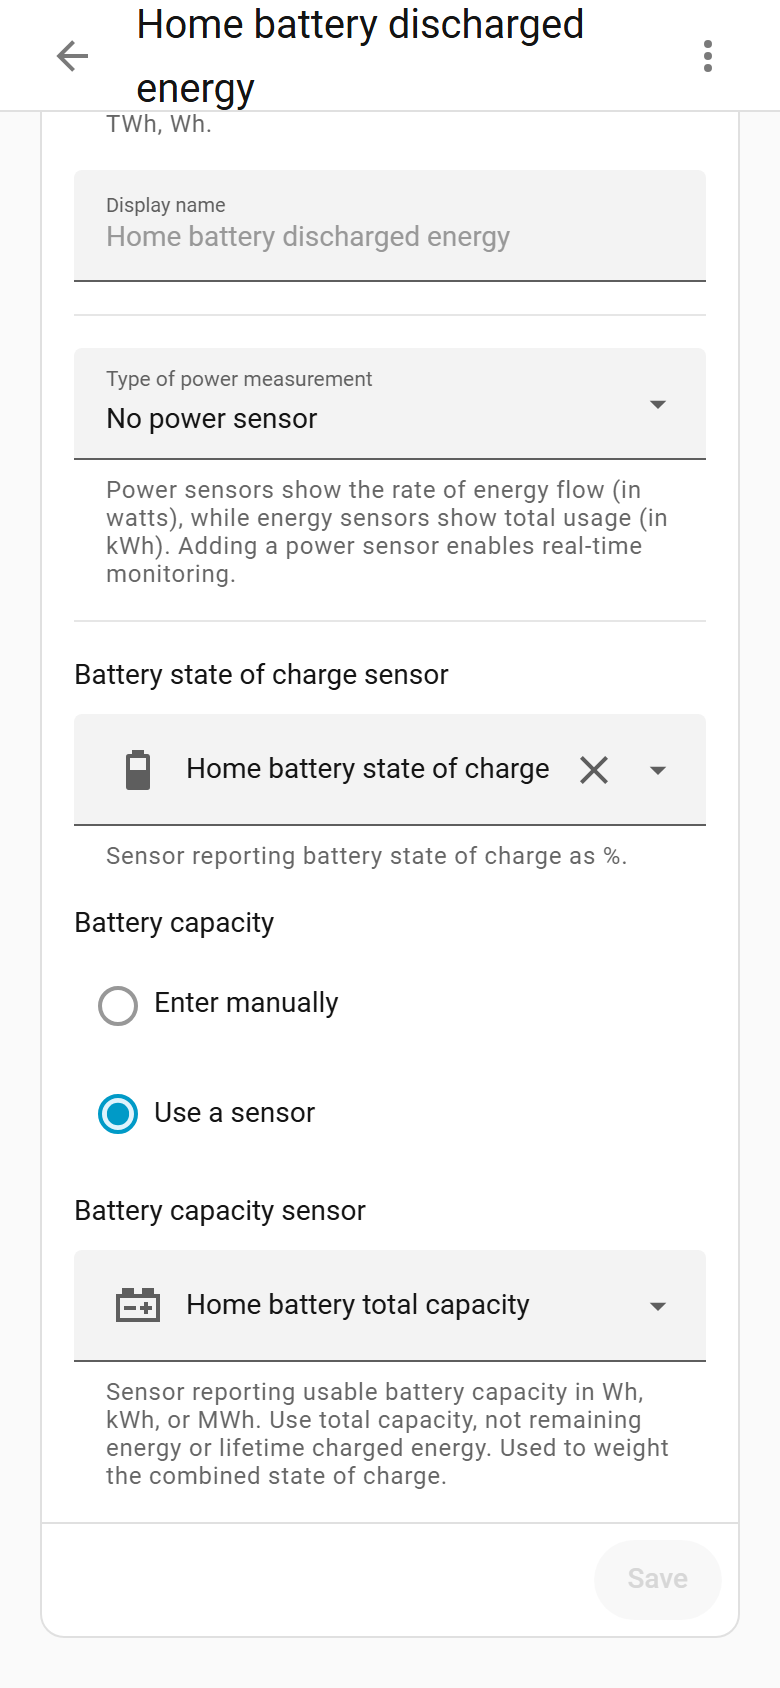 Home battery discharged
energy
TWh, Wh.
Display name
Home battery discharged energy
Type of power measurement
No power sensor
Power sensors show the rate of energy flow (in
watts), while energy sensors show total usage (in
kWh). Adding a power sensor enables real-time
monitoring.
Battery state of charge sensor
Home battery state of charge
Sensor reporting battery state of charge as %.
Battery capacity
Enter manually
Use a sensor
Battery capacity sensor
Home battery total capacity
Sensor reporting usable battery capacity in Wh,
kWh, or MWh. Use total capacity, not remaining
energy or lifetime charged energy. Used to weight
the combined state of charge.
Save